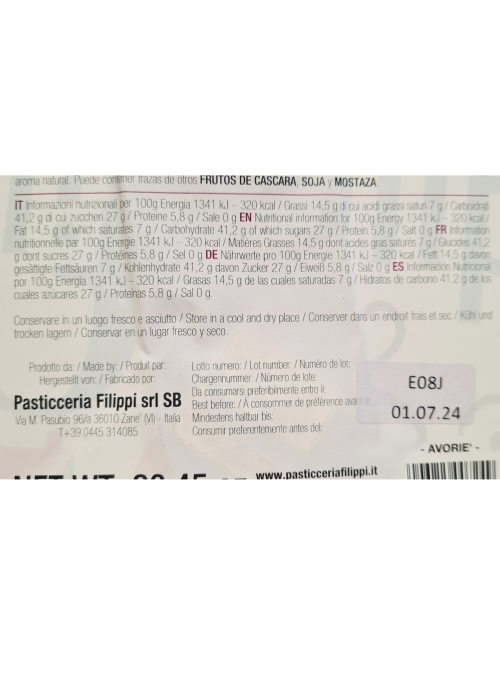 aroma natural. Puede contener trazas de otros FRUTOS DE CASCARA, SOJA y MOSTAZA.
IT Informazioni nutrizionali per 100g Energia 1341 kJ – 320 kcal / Grassi 14,5 g di cui acidi grassi saturi 7 g / Carboidrati
41,2 g di cui zuccheri 27 g / Proteine 5,8 g / Sale 0 g EN Nutritional information for 100g Energy 1341 kJ – 320 kcal /
Fat 14,5 g of which saturates 7 g / Carbohydrate 41,2 g of which sugars 27 g / Protein 5,8 g / Salt 0 g FR Information
nutritionnelle par 100g Energie 1341 kJ – 320 kcal / Matières Grasses 14,5 g dont acides gras saturés 7 g / Glucides 41,2
g dont sucres 27 g / Protéines 5,8 g / Sel 0 g DE Nährwerte pro 100g Energie 1341 kJ – 320 kcal / Fett 14,5 g davon
gesättigte Fettsäuren 7 g / Kohlenhydrate 41,2 g davon Zucker 27 g / Eiweiß 5,8 g / Salz 0 g ES Información Nutricional
por 100g Energía 1341 kJ – 320 kcal / Grasas 14,5 g de las cuales saturadas 7 g / Hidratos de carbono 41,2 g de los
cuales azúcares 27 g / Proteínas 5,8 g / Sal 0 g.
Conservare in un luogo fresco e asciutto / Store in a cool and dry place / Conserver dans un endroit frais et sec / Kühl und
trocken lagern / Conservar en un lugar fresco y seco.
Prodotto da: / Made by: / Produit par:
Hergestellt von: / Fabricado por:
Pasticceria Filippi srl SB
Via M. Pasubio 96/a 36010 Zane' (VI) - Italia
T+39 0445 314085
Lotto numero: / Lot number: / Numéro de lot:
Chargennummer: / Número de lote:
Da consumarsi preferibilmente entro il:
Best before: / A consommer de préférence
Mindestens haltbar bis:
Consumir preferentemente antes del:
E08J
01.07.24
- AVORIE' -
www.pasticceriafilippi.it
NET WT